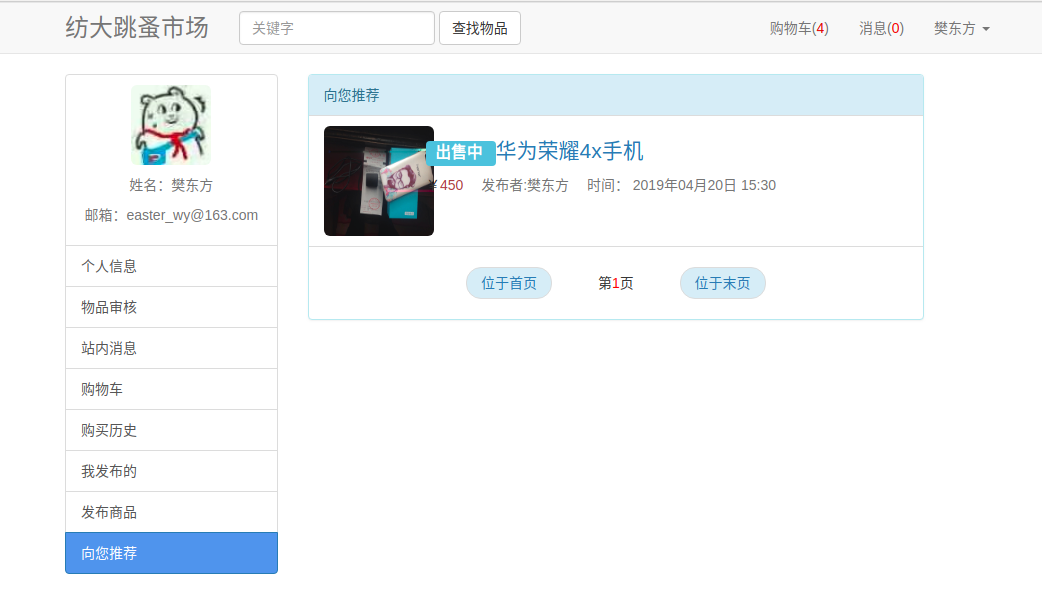 纺大跳蚤市场 关键字 查找物品 购物车(4) 消息(0) 樊东方
姓名：樊东方
邮箱：easter_wy@163.com
个人信息
物品审核
站内消息
购物车
购买历史
我发布的
发布商品
向您推荐
向您推荐
出售中 华为荣耀4x手机
￥450 发布者:樊东方 时间： 2019年04月20日 15:30
位于首页 第1页 位于末页